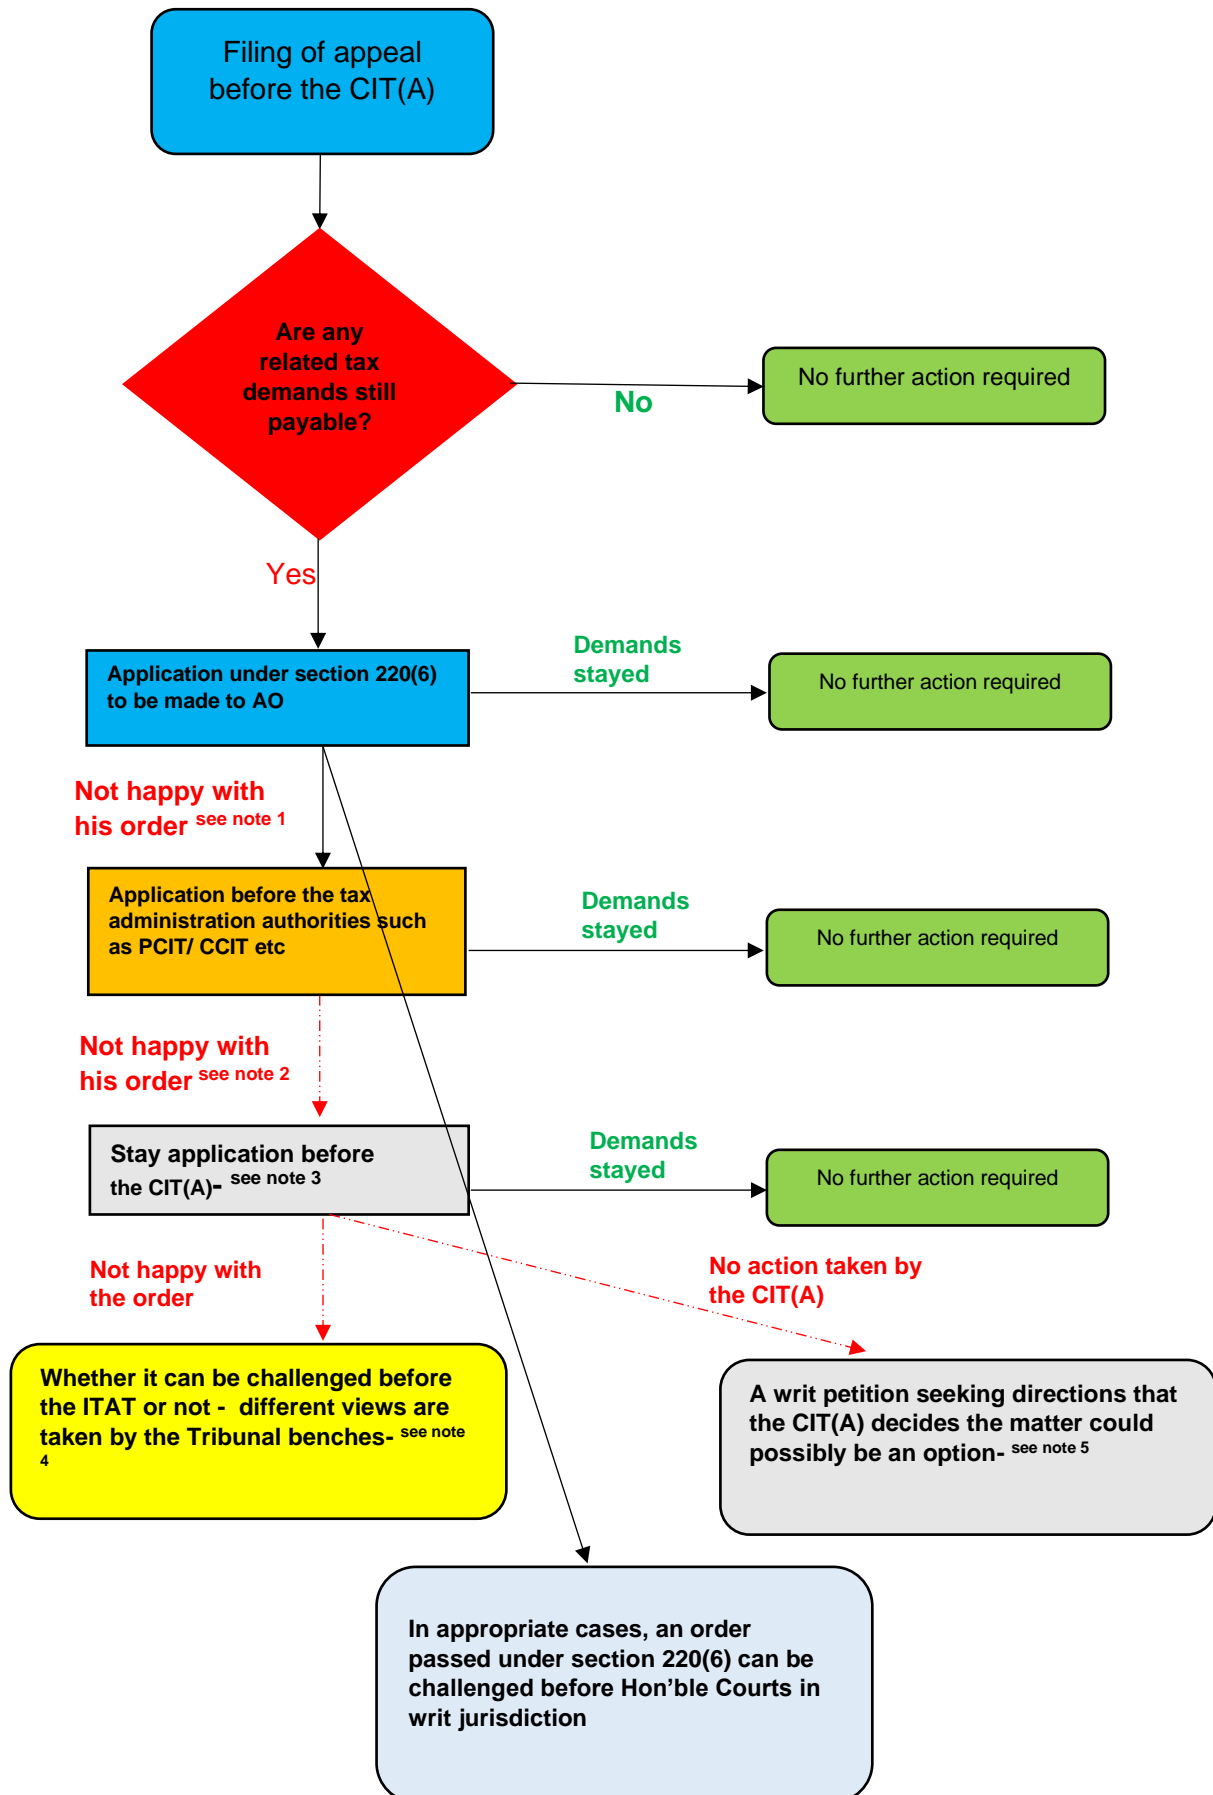 Filing of appeal
before the CIT(A)
Are any
related tax
demands still
payable?
No
No further action required
Yes
Application under section 220(6)
to be made to AO
Demands
stayed
No further action required
Not happy with
his order see note 1
Application before the tax
administration authorities such
as PCIT/ CCIT etc
Demands
stayed
No further action required
Not happy with
his order see note 2
Stay application before
the CIT(A)- see note 3
Demands
stayed
No further action required
Not happy with
the order
No action taken by
the CIT(A)
Whether it can be challenged before
the ITAT or not - different views are
taken by the Tribunal benches- see note
4
A writ petition seeking directions that
the CIT(A) decides the matter could
possibly be an option- see note 5
In appropriate cases, an order
passed under section 220(6) can be
challenged before Hon’ble Courts in
writ jurisdiction